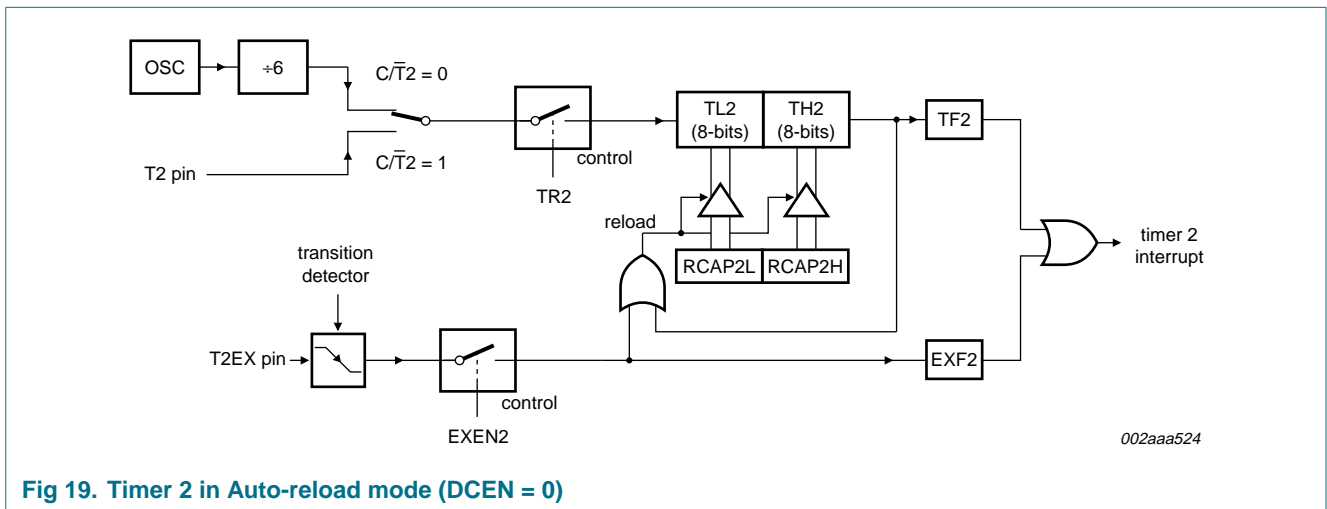 OSC
÷6
C/T̅2 = 0
TL2
(8-bits)
TH2
(8-bits)
TF2
C/T̅2 = 1
control
T2 pin
TR2
reload
timer 2
interrupt
transition
detector
RCAP2L
RCAP2H
T2EX pin
EXF2
control
EXEN2
002aaa524
Fig 19. Timer 2 in Auto-reload mode (DCEN = 0)